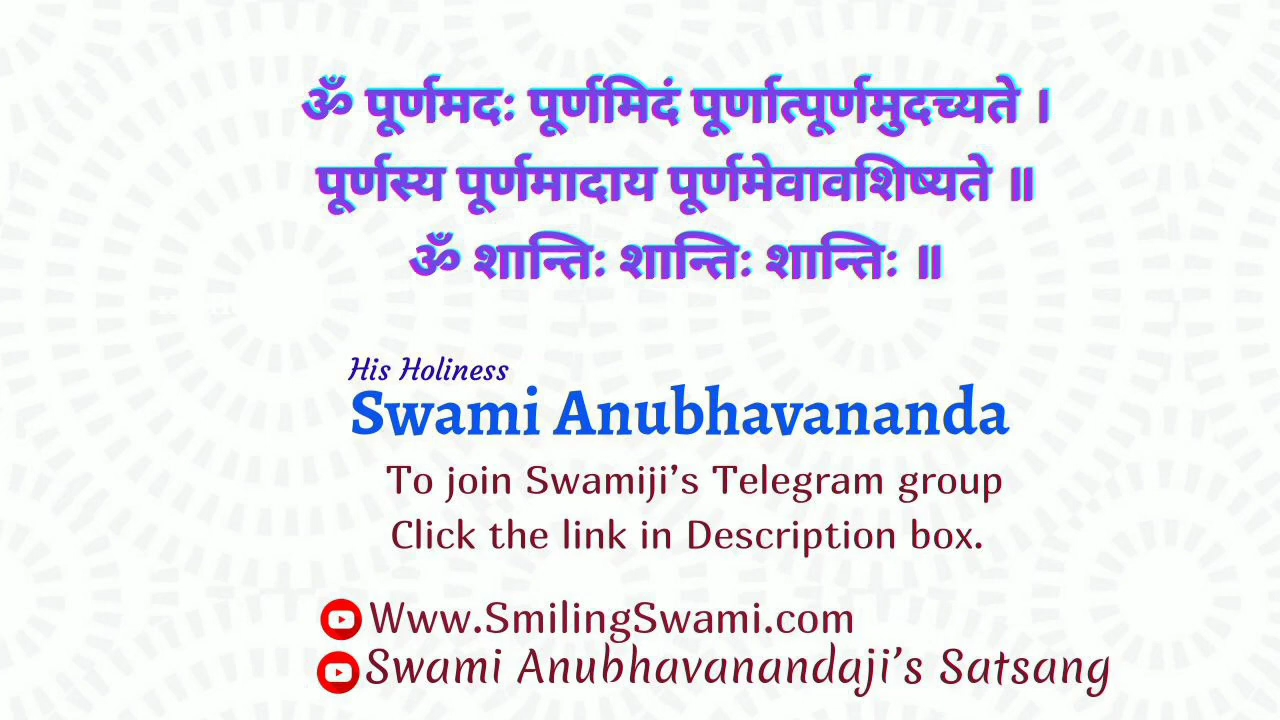 ॐ पूर्णमदः पूर्णमिदं पूर्णात्पूर्णमुदच्यते ।
पूर्णस्य पूर्णमादाय पूर्णमेवावशिष्यते ॥
ॐ शान्तिः शान्तिः शान्तिः ॥
His Holiness
Swami Anubhavananda
To join Swamiji’s Telegram group
Click the link in Description box.
Www.SmilingSwami.com
Swami Anubhavanandaji’s Satsang